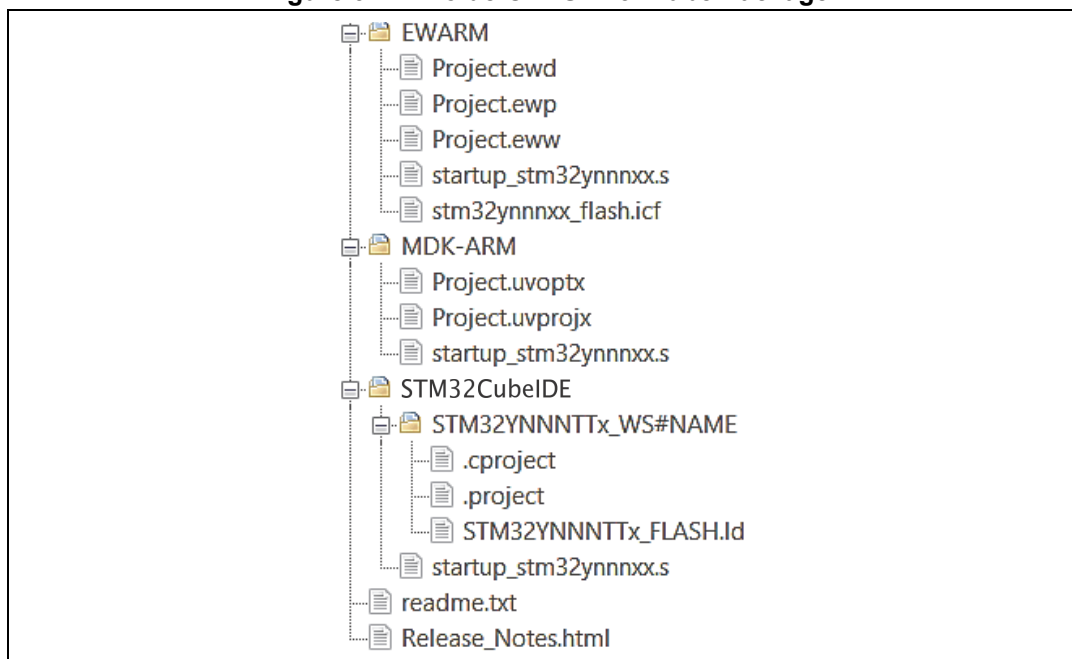 EWARM
Project.ewd
Project.ewp
Project.eww
startup_stm32ynnnxx.s
stm32ynnnxx_flash.icf
MDK-ARM
Project.uvoptx
Project.uvprojx
startup_stm32ynnnxx.s
STM32CubeIDE
STM32YNNNTTx_WS#NAME
.cproject
.project
STM32YNNNTTx_FLASH.ld
startup_stm32ynnnxx.s
readme.txt
Release_Notes.html